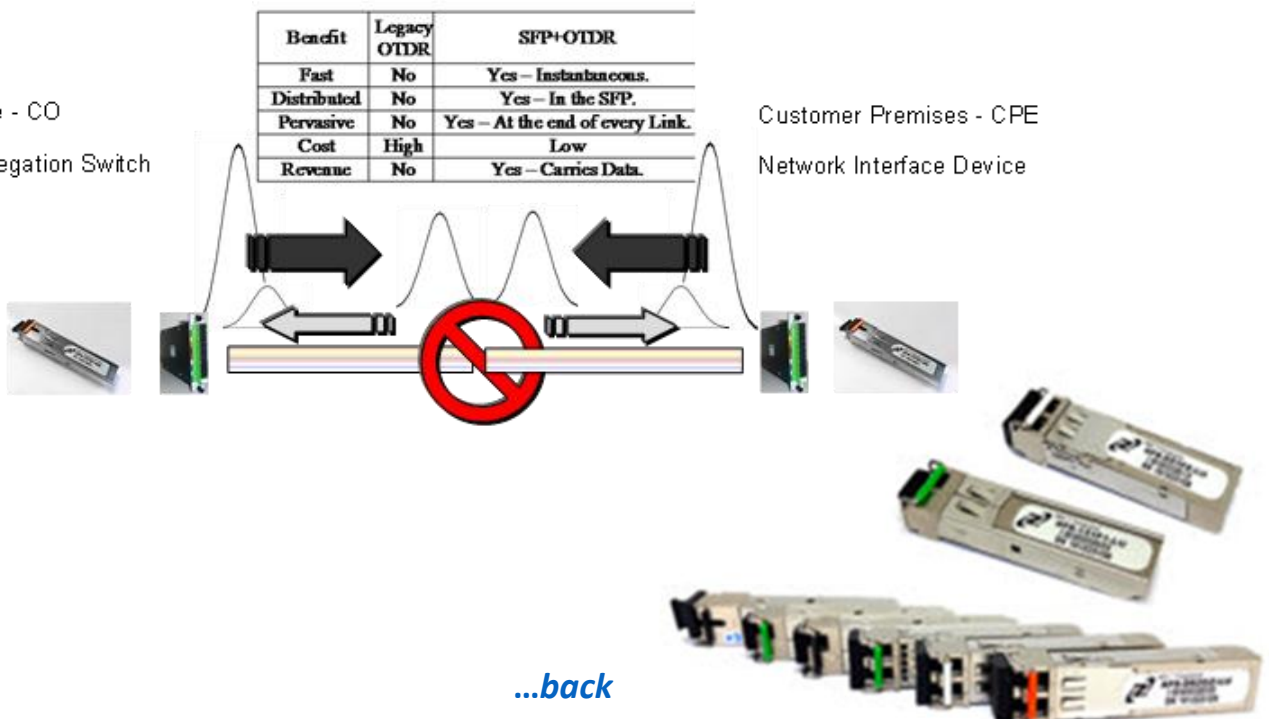 Benefit Legacy OTDR SFP+OTDR
Fast No Yes – Instantaneous.
Distributed No Yes – In the SFP.
Pervasive No Yes – At the end of every Link.
Cost High Low
Revenue No Yes – Carries Data.
- CO
egation Switch
Customer Premises - CPE
Network Interface Device
...back